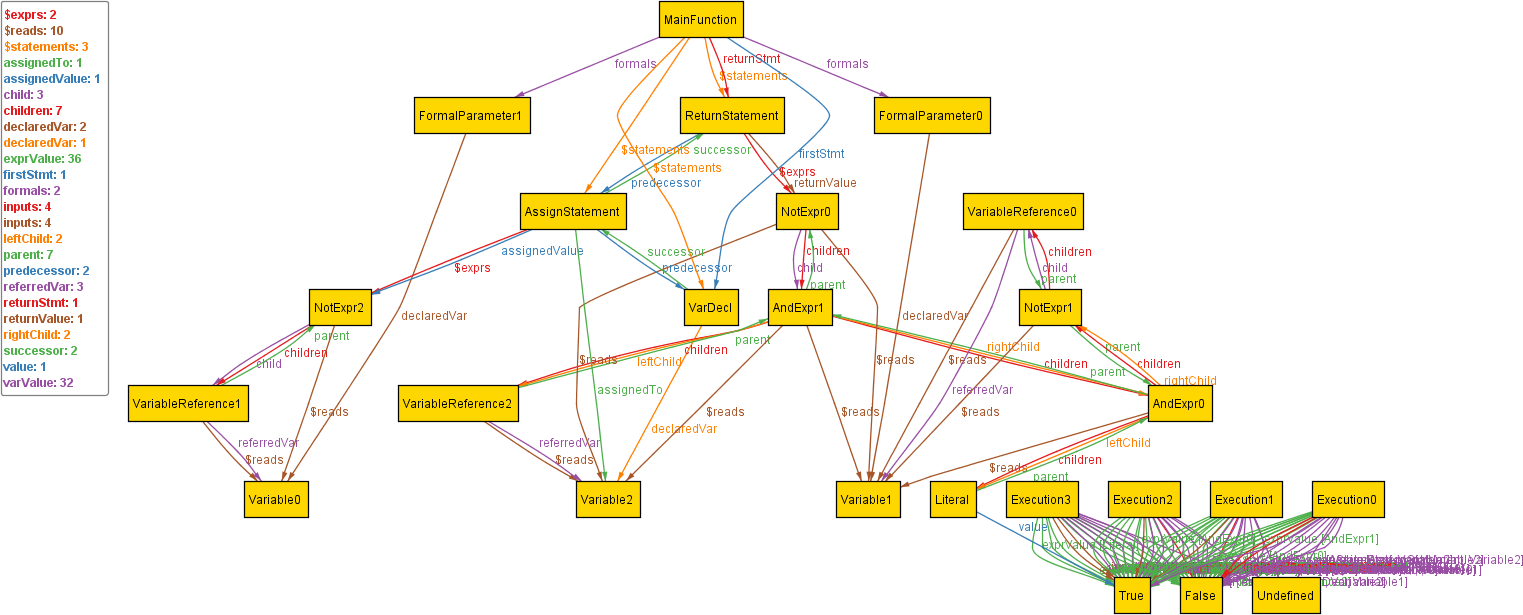 $exprs: 2
$reads: 10
$statements: 3
assignedTo: 1
assignedValue: 1
child: 3
children: 7
declaredVar: 2
declaredVar: 1
exprValue: 36
firstStmt: 1
formals: 2
inputs: 4
inputs: 4
leftChild: 2
parent: 7
predecessor: 2
referredVar: 3
returnStmt: 1
returnValue: 1
rightChild: 2
successor: 2
value: 1
varValue: 32
MainFunction
formals
returnStmt
$statements
formals
FormalParameter1
ReturnStatement
FormalParameter0
$statements
successor
firstStmt
$statements
$exprs
predecessor
returnValue
AssignStatement
NotExpr0
VariableReference0
assignedValue
successor
children
children
$exprs
predecessor
child
child
parent
parent
NotExpr2
VarDecl
AndExpr1
NotExpr1
declaredVar
declaredVar
parent
parent
rightChild
parent
children
children
$reads
$reads
$reads
child
leftChild
children
children
parent
rightChild
VariableReference1
assignedTo
referredVar
VariableReference2
AndExpr0
$reads
$reads
$reads
$reads
declaredVar
referredVar
referredVar
leftChild
$reads
$reads
children
$reads
parent
Variable0
Variable2
Variable1
Literal
Execution3
Execution2
Execution1
Execution0
value
True
False
Undefined